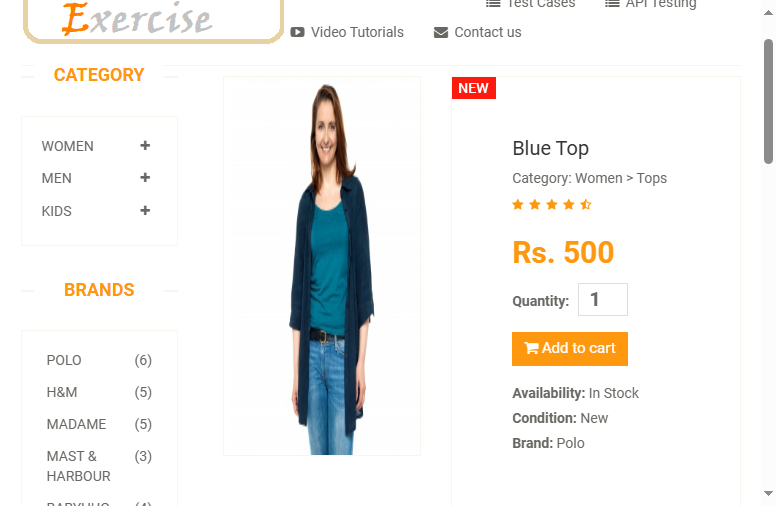 Exercise
Test Cases
API Testing
Video Tutorials
Contact us
CATEGORY
WOMEN
MEN
KIDS
BRANDS
POLO (6)
H&M (5)
MADAME (5)
MAST & (3)
HARBOUR
NEW
Blue Top
Category: Women > Tops
Rs. 500
Quantity: 1
Add to cart
Availability: In Stock
Condition: New
Brand: Polo